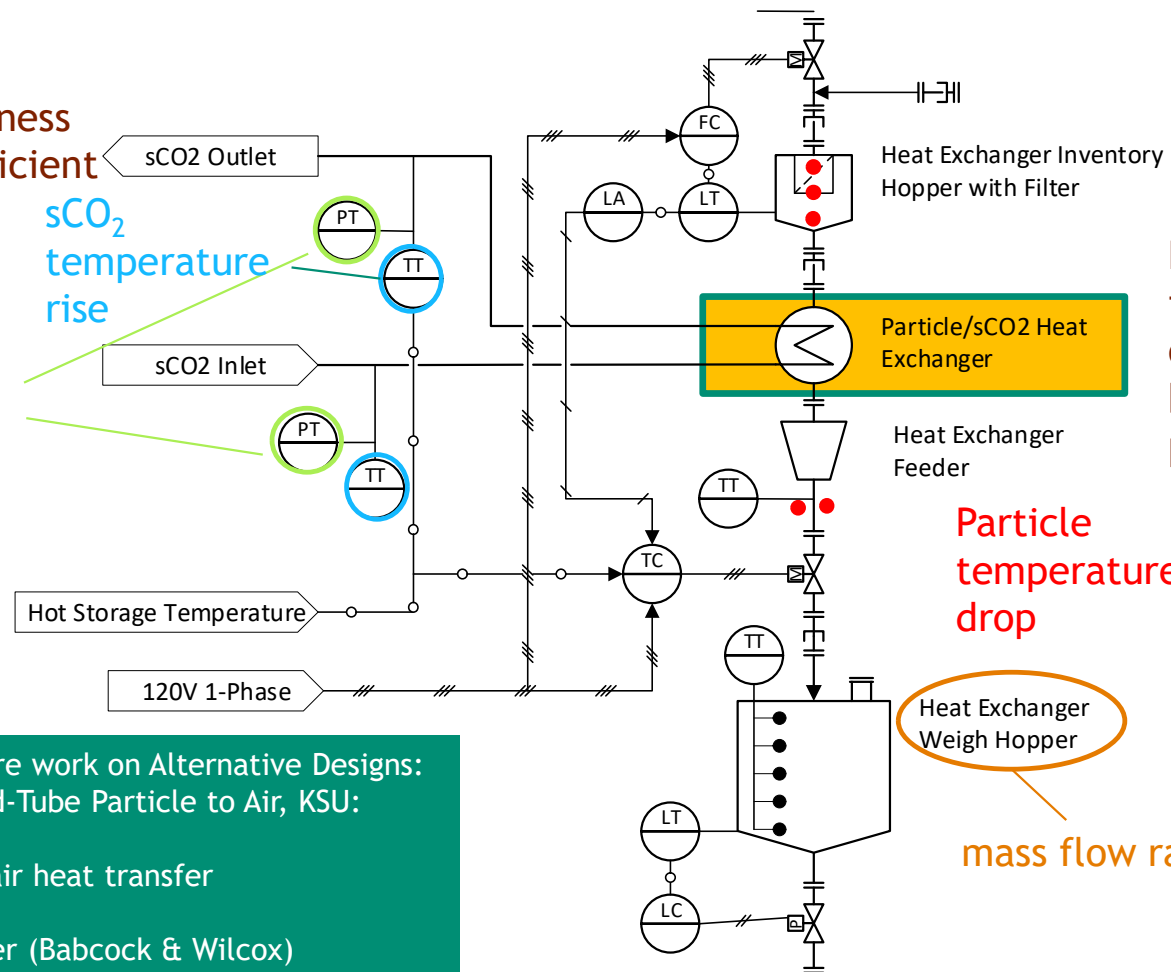 ness
icient
sCO2 Outlet
sCO₂
temperature
rise
PT
TT
sCO2 Inlet
PT
TT
Hot Storage Temperature
120V 1-Phase
M
FC
LA
LT
Heat Exchanger Inventory
Hopper with Filter
Particle/sCO2 Heat
Exchanger
Heat Exchanger
Feeder
TT
Particle
temperature
drop
TC
M
TT
Heat Exchanger
Weigh Hopper
LT
mass flow ra
LC
P
re work on Alternative Designs:
d-Tube Particle to Air, KSU:
air heat transfer
er (Babcock & Wilcox)